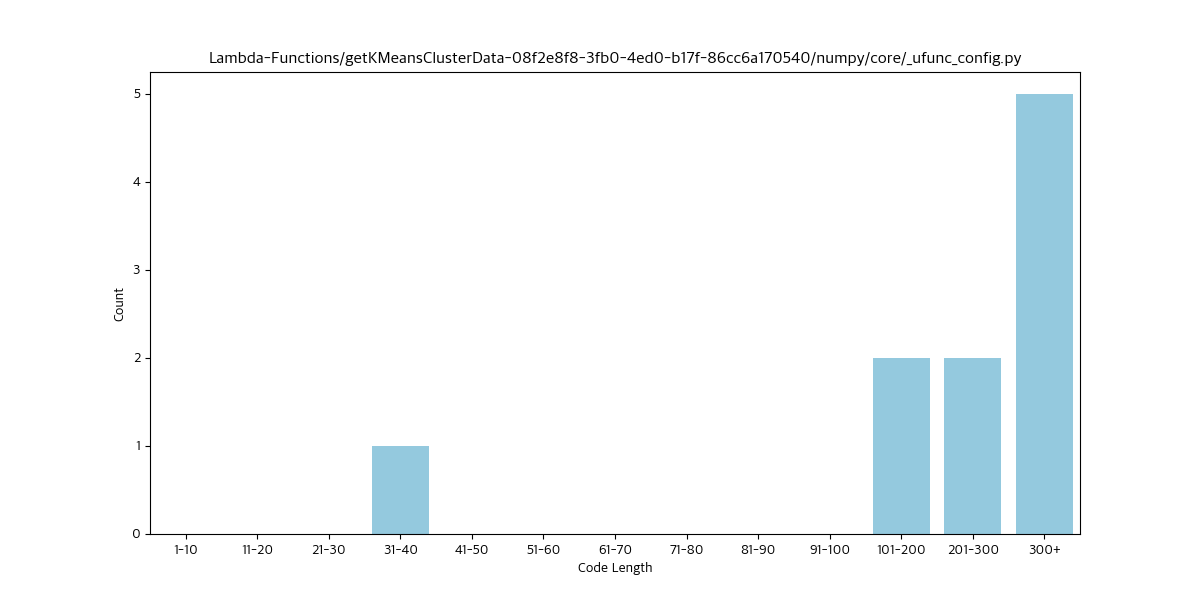 Lambda-Functions/getKMeansClusterData-08f2e8f8-3fb0-4ed0-b17f-86cc6a170540/numpy/core/_ufunc_config.py
5
4
3
2
1
0
Count
1-10 11-20 21-30 31-40 41-50 51-60 61-70 71-80 81-90 91-100 101-200 201-300 300+
Code Length